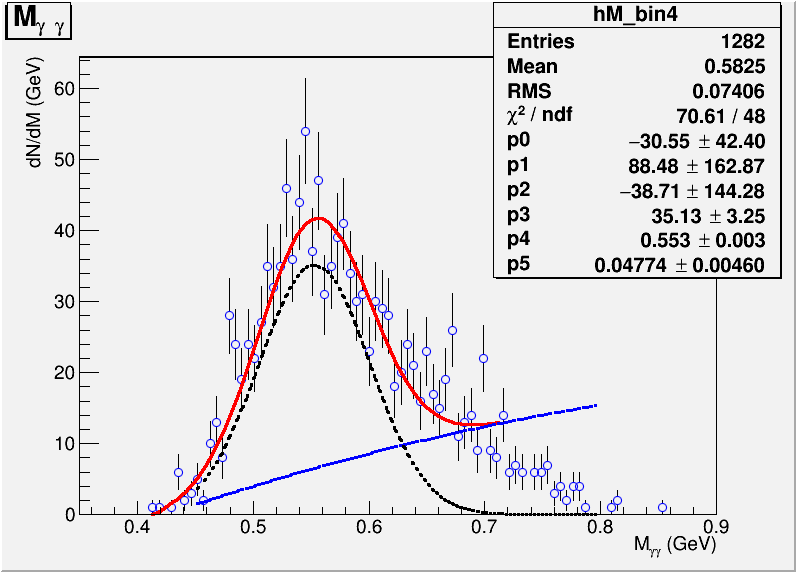 Mγ γ
hM_bin4
Entries 1282
Mean 0.5825
RMS 0.07406
χ² / ndf 70.61 / 48
p0 −30.55 ± 42.40
p1 88.48 ± 162.87
p2 −38.71 ± 144.28
p3 35.13 ± 3.25
p4 0.553 ± 0.003
p5 0.04774 ± 0.00460
dN/dM (GeV)
60
50
40
30
20
10
0
0.4 0.5 0.6 0.7 0.8 0.9
Mγγ (GeV)